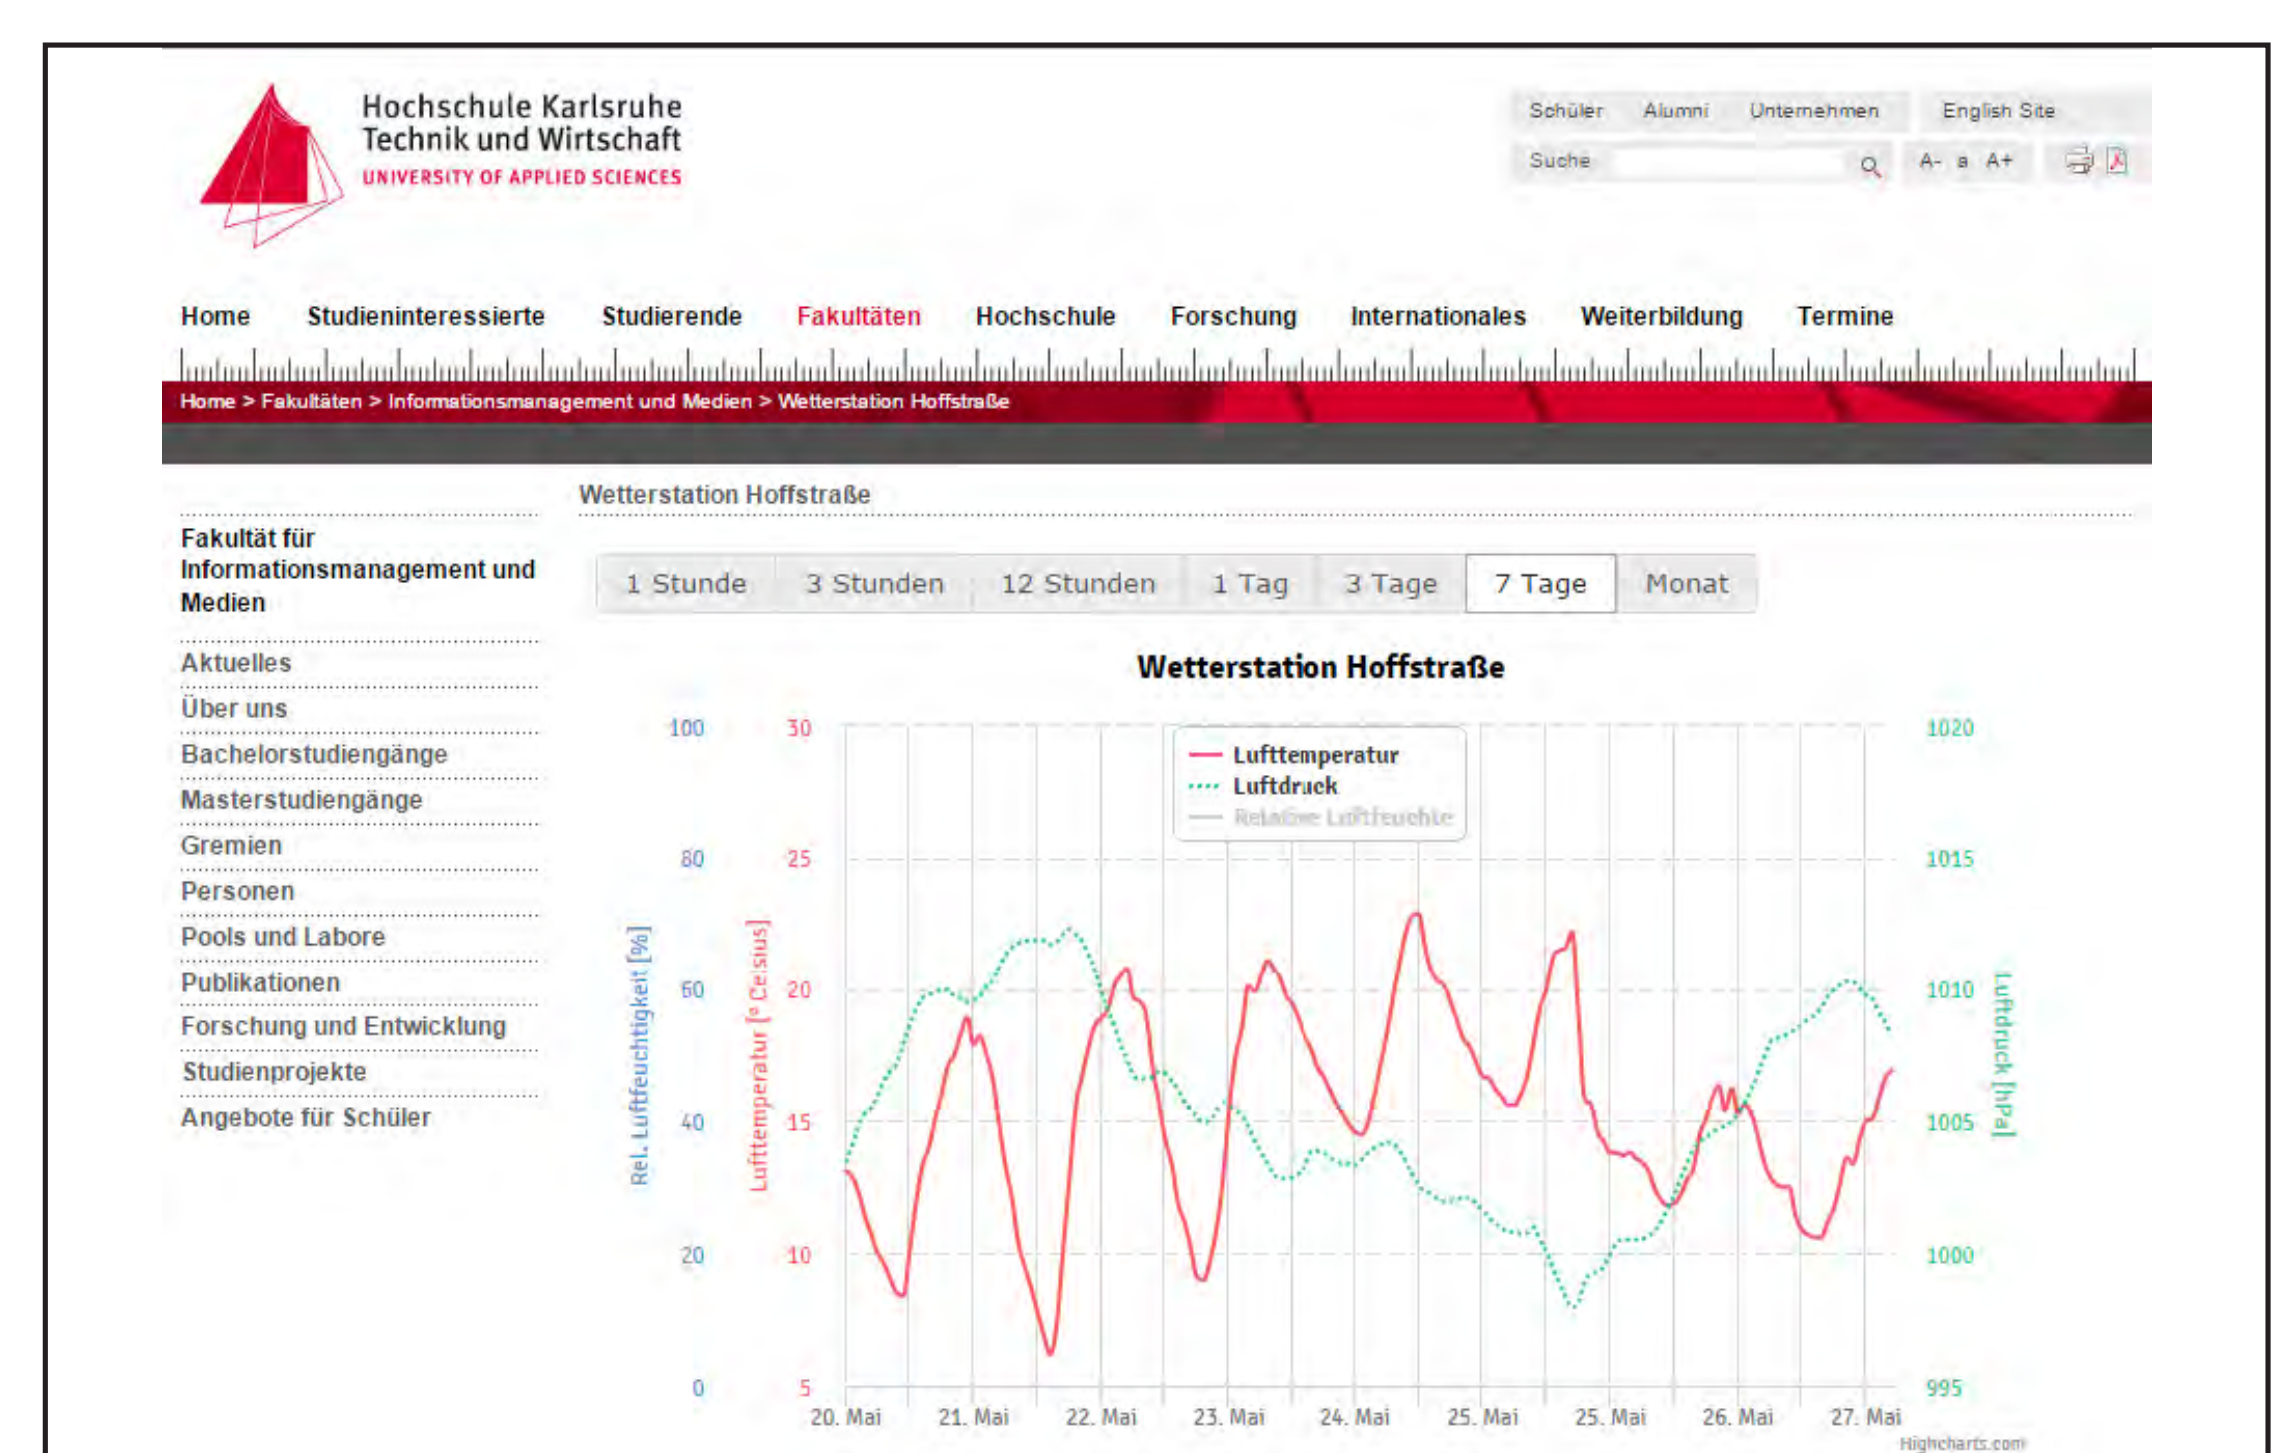 Hochschule Karlsruhe
Technik und Wirtschaft
UNIVERSITY OF APPLIED SCIENCES
Schüler Alumni Unternehmen English Site
Suche A- a A+
Home Studieninteressierte Studierende Fakultäten Hochschule Forschung Internationales Weiterbildung Termine
Home > Fakultäten > Informationsmanagement und Medien > Wetterstation Hoffstraße
Fakultät für
Informationsmanagement und
Medien
Aktuelles
Über uns
Bachelorstudiengänge
Masterstudiengänge
Gremien
Personen
Pools und Labore
Publikationen
Forschung und Entwicklung
Studienprojekte
Angebote für Schüler
Wetterstation Hoffstraße
1 Stunde 3 Stunden 12 Stunden 1 Tag 3 Tage 7 Tage Monat
Wetterstation Hoffstraße
Lufttemperatur
Luftdruck
Relative Luftfeuchte
Rel. Luftfeuchtigkeit [%]
100
80
60
40
20
0
Lufttemperatur [° Celsius]
30
25
20
15
10
5
1020
1015
1010
1005
1000
995
Luftdruck [hPa]
20. Mai 21. Mai 22. Mai 23. Mai 24. Mai 25. Mai 25. Mai 26. Mai 27. Mai
Highcharts.com